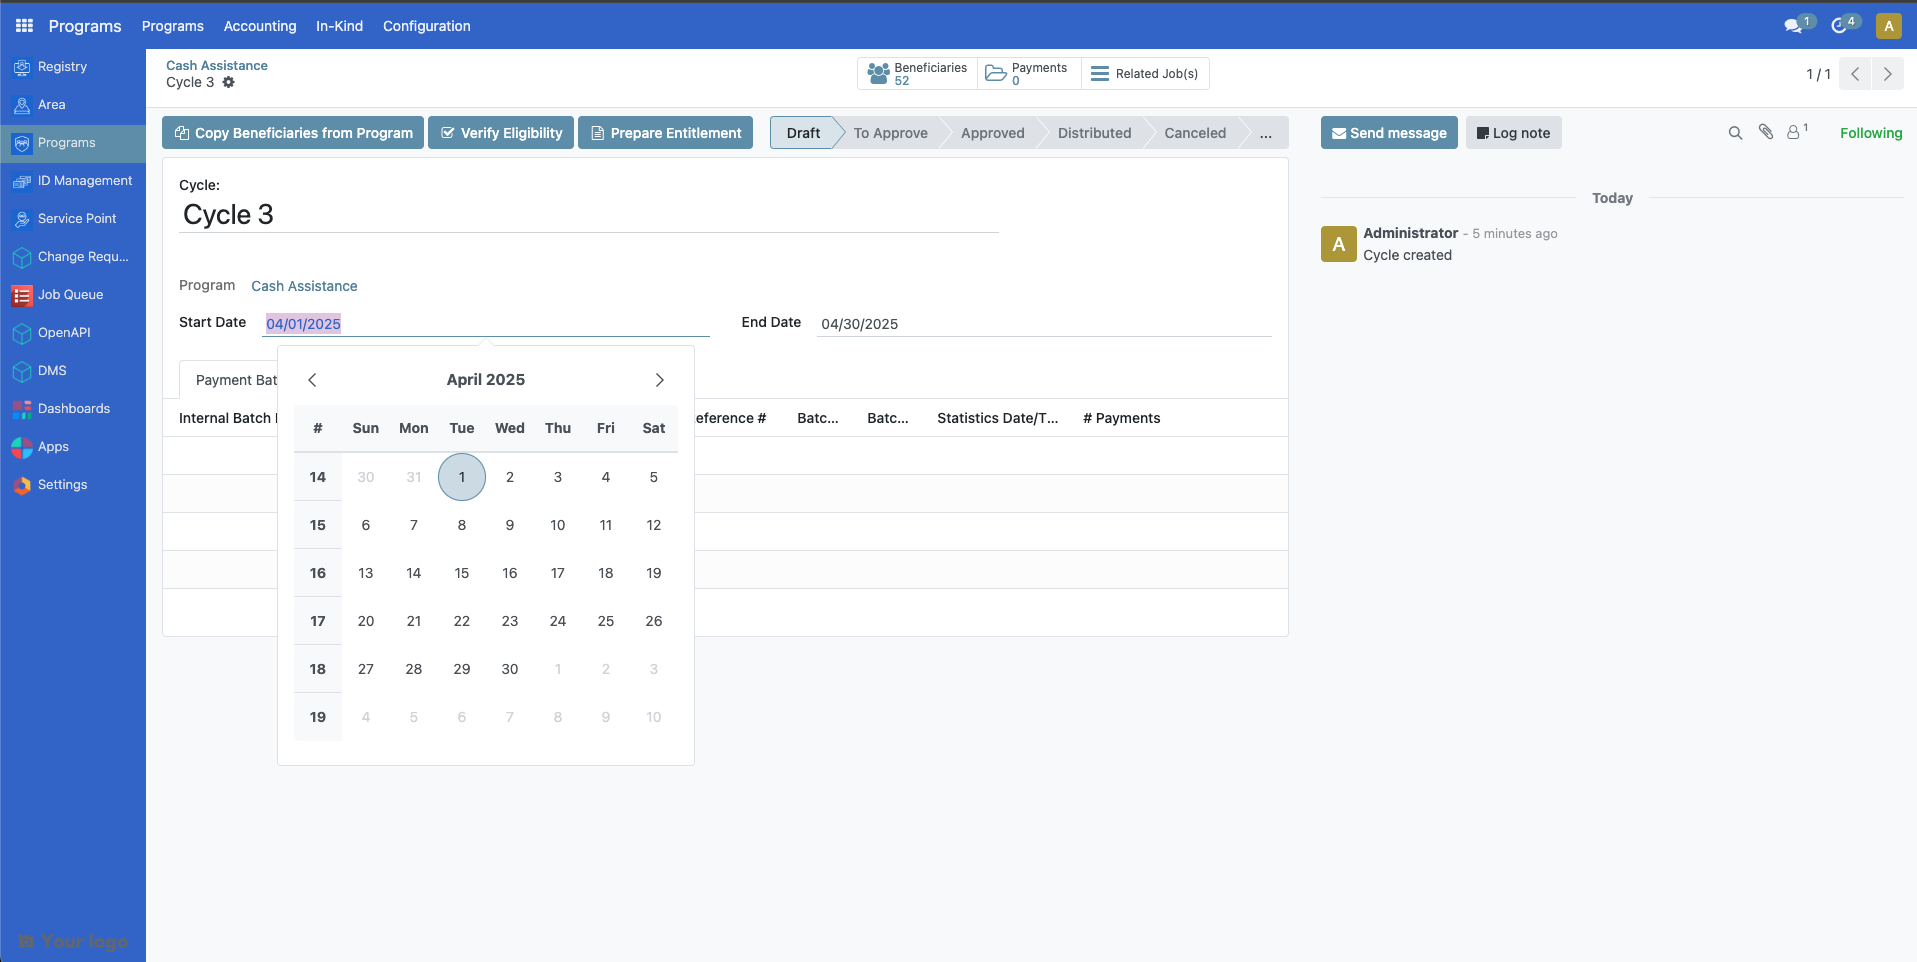 Programs Programs Accounting In-Kind Configuration 1 4 A
Registry
Area
Programs
ID Management
Service Point
Change Requ...
Job Queue
OpenAPI
DMS
Dashboards
Apps
Settings
Your logo
Cash Assistance
Cycle 3
Beneficiaries
52
Payments
0
Related Job(s)
1 / 1
Copy Beneficiaries from Program Verify Eligibility Prepare Entitlement Draft To Approve Approved Distributed Canceled ...
Send message Log note 1 Following
Cycle:
Cycle 3
Program Cash Assistance
Start Date 04/01/2025 End Date 04/30/2025
Payment Bat
Internal Batch eference # Batc... Batc... Statistics Date/T... # Payments
April 2025
# Sun Mon Tue Wed Thu Fri Sat
14 30 31 1 2 3 4 5
15 6 7 8 9 10 11 12
16 13 14 15 16 17 18 19
17 20 21 22 23 24 25 26
18 27 28 29 30 1 2 3
19 4 5 6 7 8 9 10
Today
A
Administrator - 5 minutes ago
Cycle created